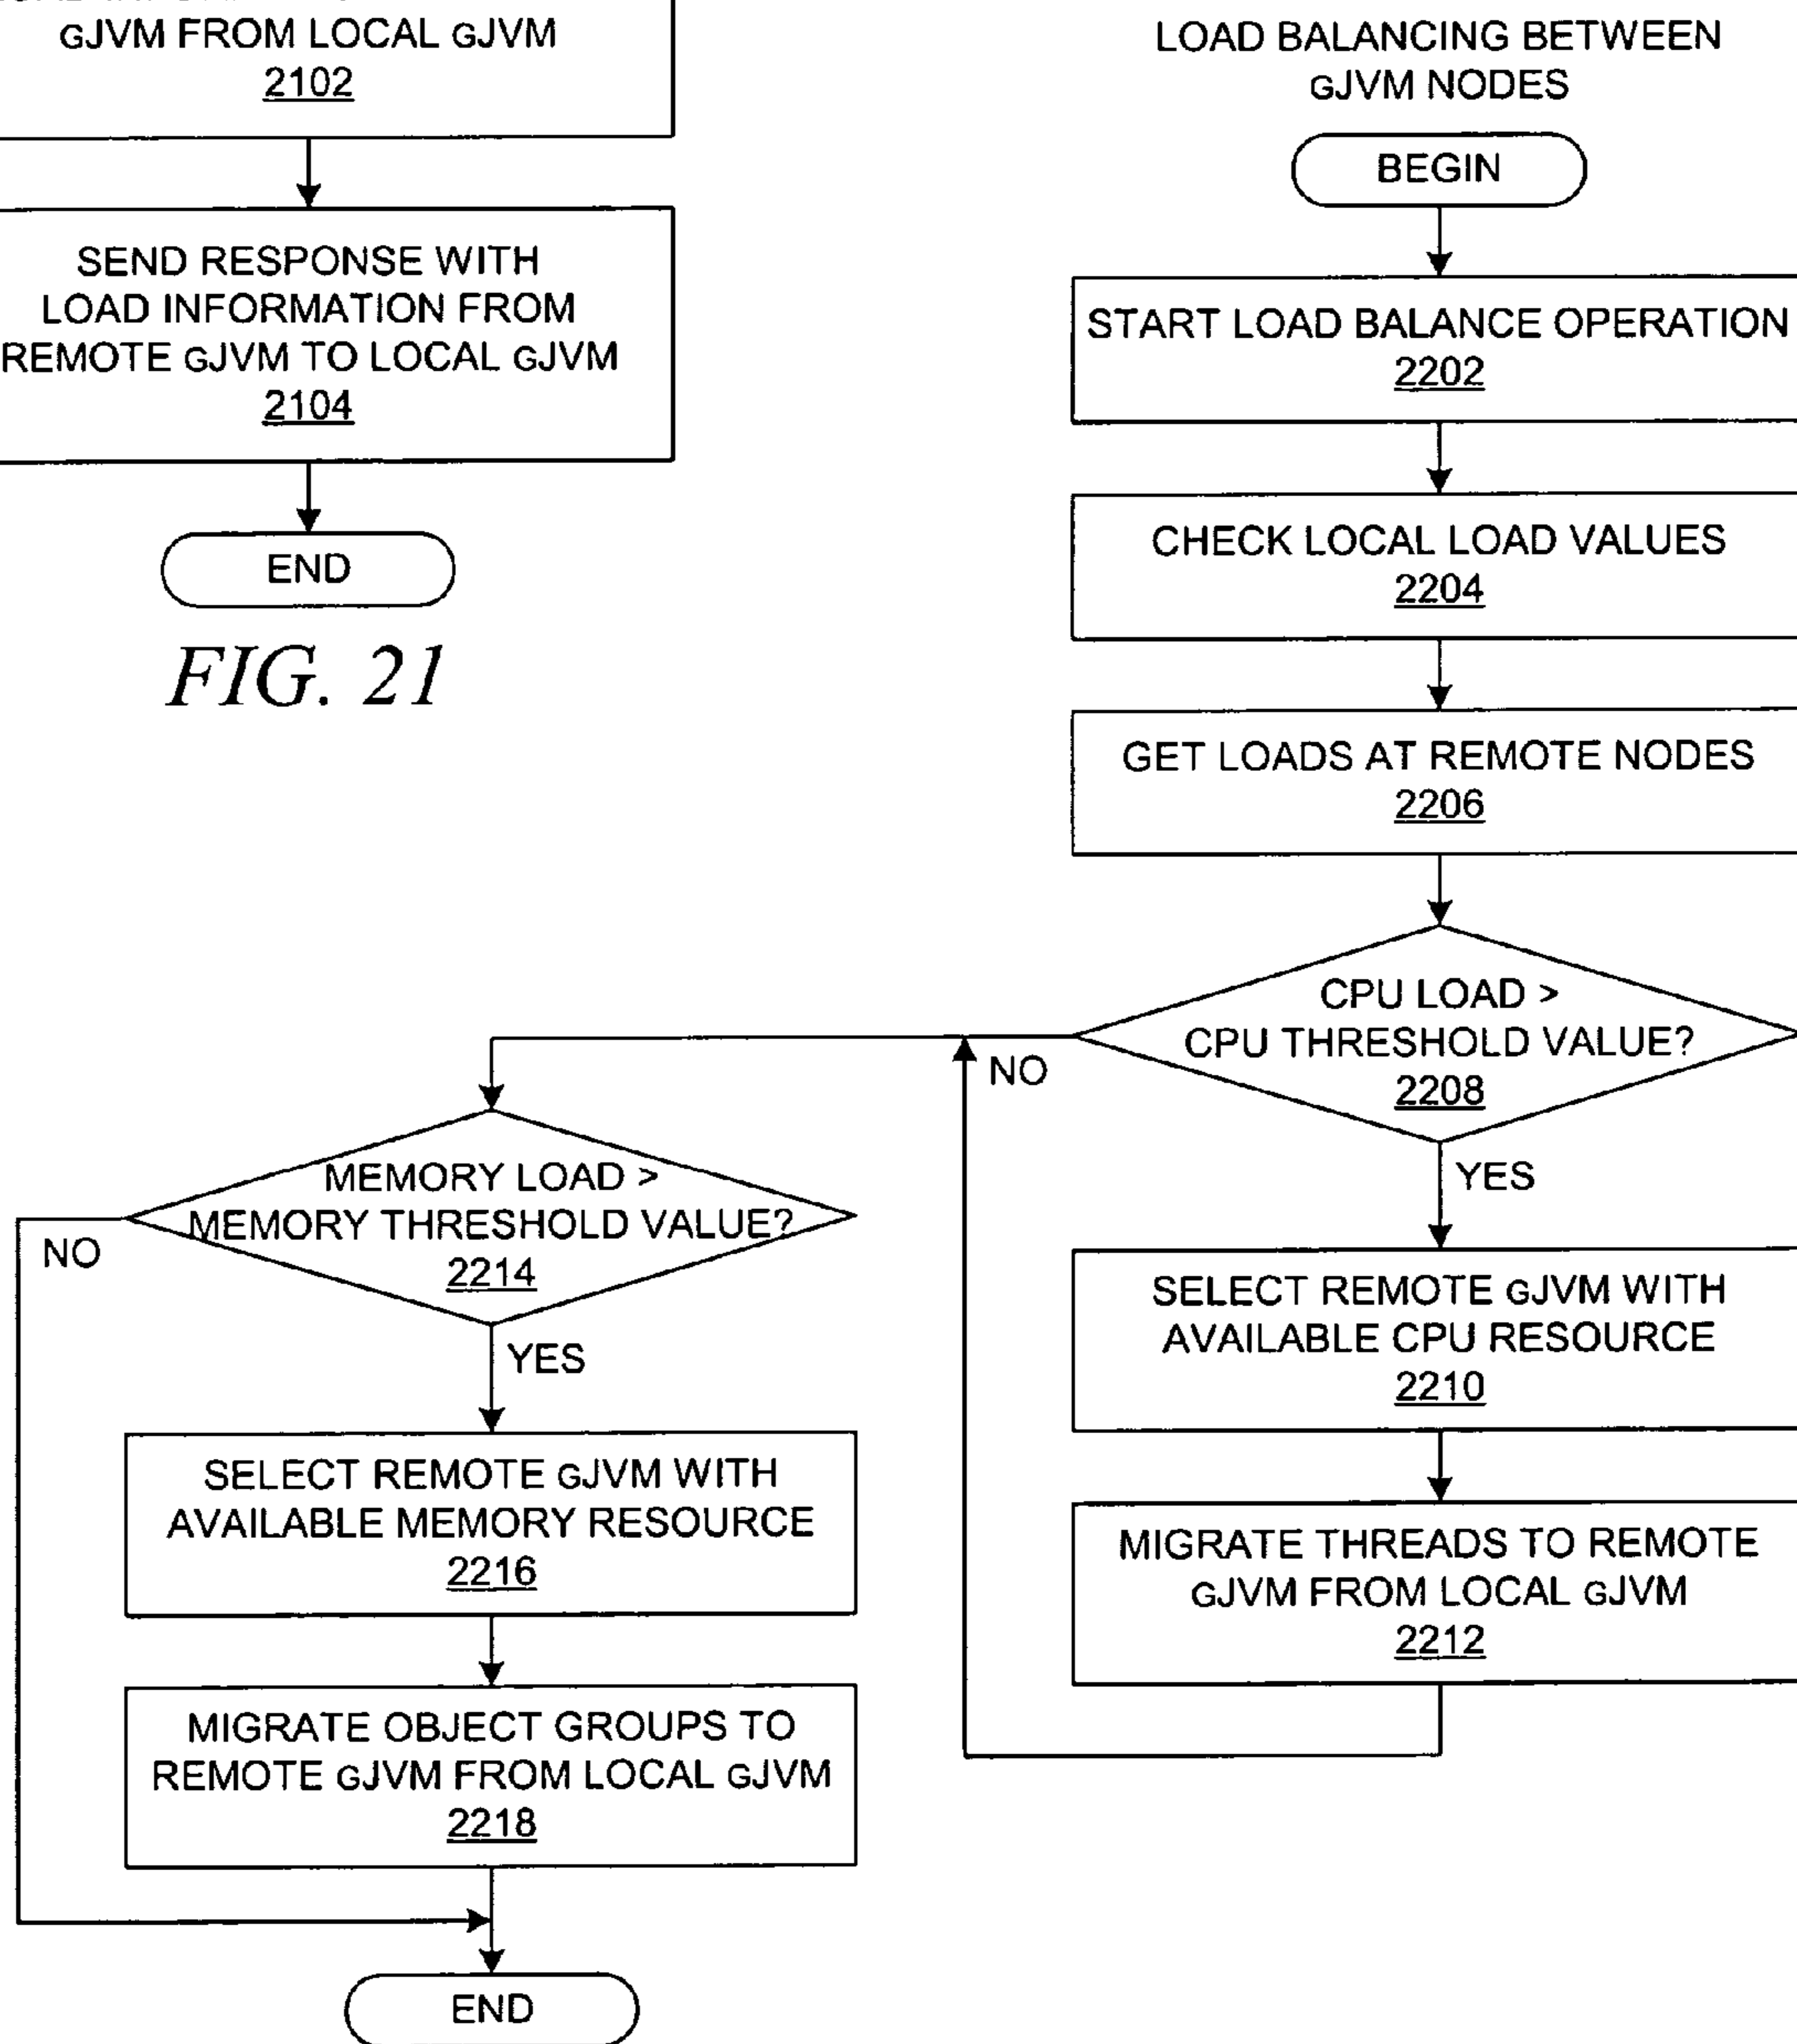 GJVM FROM LOCAL GJVM
2102
SEND RESPONSE WITH
LOAD INFORMATION FROM
REMOTE GJVM TO LOCAL GJVM
2104
END
FIG. 21
LOAD BALANCING BETWEEN
GJVM NODES
BEGIN
START LOAD BALANCE OPERATION
2202
CHECK LOCAL LOAD VALUES
2204
GET LOADS AT REMOTE NODES
2206
CPU LOAD >
CPU THRESHOLD VALUE?
2208
NO
YES
SELECT REMOTE GJVM WITH
AVAILABLE CPU RESOURCE
2210
MIGRATE THREADS TO REMOTE
GJVM FROM LOCAL GJVM
2212
MEMORY LOAD >
MEMORY THRESHOLD VALUE?
2214
NO
YES
SELECT REMOTE GJVM WITH
AVAILABLE MEMORY RESOURCE
2216
MIGRATE OBJECT GROUPS TO
REMOTE GJVM FROM LOCAL GJVM
2218
END